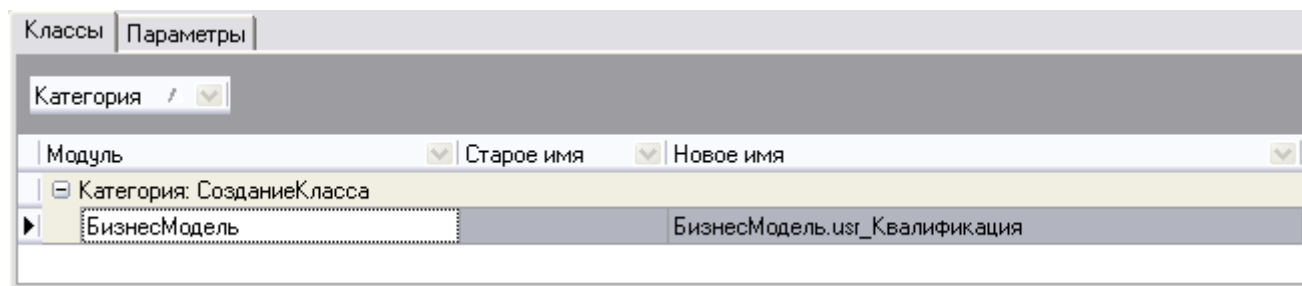 Классы Параметры
Категория
Модуль Старое имя Новое имя
Категория: СозданиеКласса
БизнесМодель БизнесМодель.usr_Квалификация